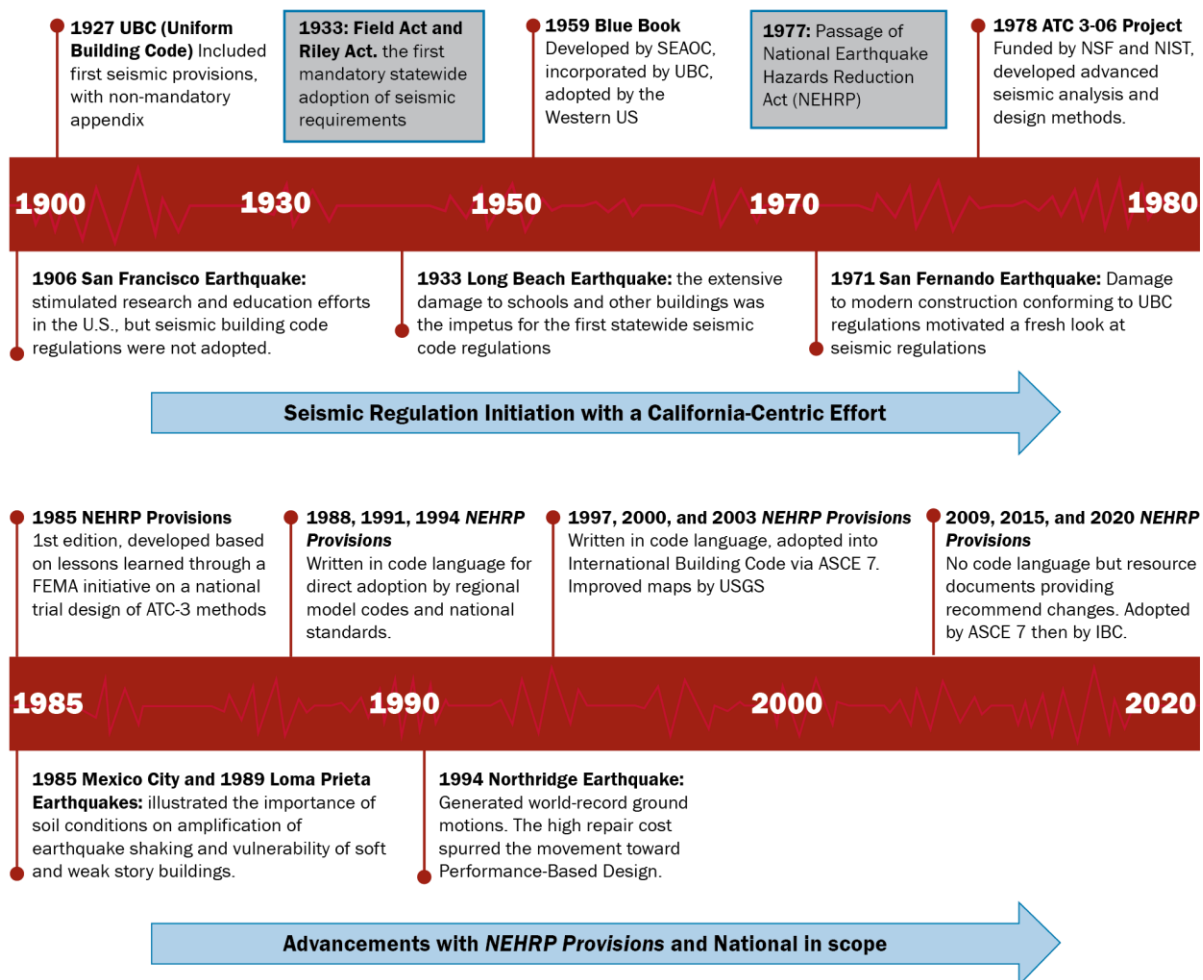 1927 UBC (Uniform
Building Code) Included
first seismic provisions,
with non-mandatory
appendix
1933: Field Act and
Riley Act. the first
mandatory statewide
adoption of seismic
requirements
1959 Blue Book
Developed by SEAOC,
incorporated by UBC,
adopted by the
Western US
1977: Passage of
National Earthquake
Hazards Reduction
Act (NEHRP)
1978 ATC 3-06 Project
Funded by NSF and NIST,
developed advanced
seismic analysis and
design methods.
1900 1930 1950 1970 1980
1906 San Francisco Earthquake:
stimulated research and education efforts
in the U.S., but seismic building code
regulations were not adopted.
1933 Long Beach Earthquake: the extensive
damage to schools and other buildings was
the impetus for the first statewide seismic
code regulations
1971 San Fernando Earthquake: Damage
to modern construction conforming to UBC
regulations motivated a fresh look at
seismic regulations
Seismic Regulation Initiation with a California-Centric Effort
1985 NEHRP Provisions
1st edition, developed based
on lessons learned through a
FEMA initiative on a national
trial design of ATC-3 methods
1988, 1991, 1994 NEHRP
Provisions
Written in code language for
direct adoption by regional
model codes and national
standards.
1997, 2000, and 2003 NEHRP Provisions
Written in code language, adopted into
International Building Code via ASCE 7.
Improved maps by USGS
2009, 2015, and 2020 NEHRP
Provisions
No code language but resource
documents providing
recommend changes. Adopted
by ASCE 7 then by IBC.
1985 1990 2000 2020
1985 Mexico City and 1989 Loma Prieta
Earthquakes: illustrated the importance of
soil conditions on amplification of
earthquake shaking and vulnerability of soft
and weak story buildings.
1994 Northridge Earthquake:
Generated world-record ground
motions. The high repair cost
spurred the movement toward
Performance-Based Design.
Advancements with NEHRP Provisions and National in scope